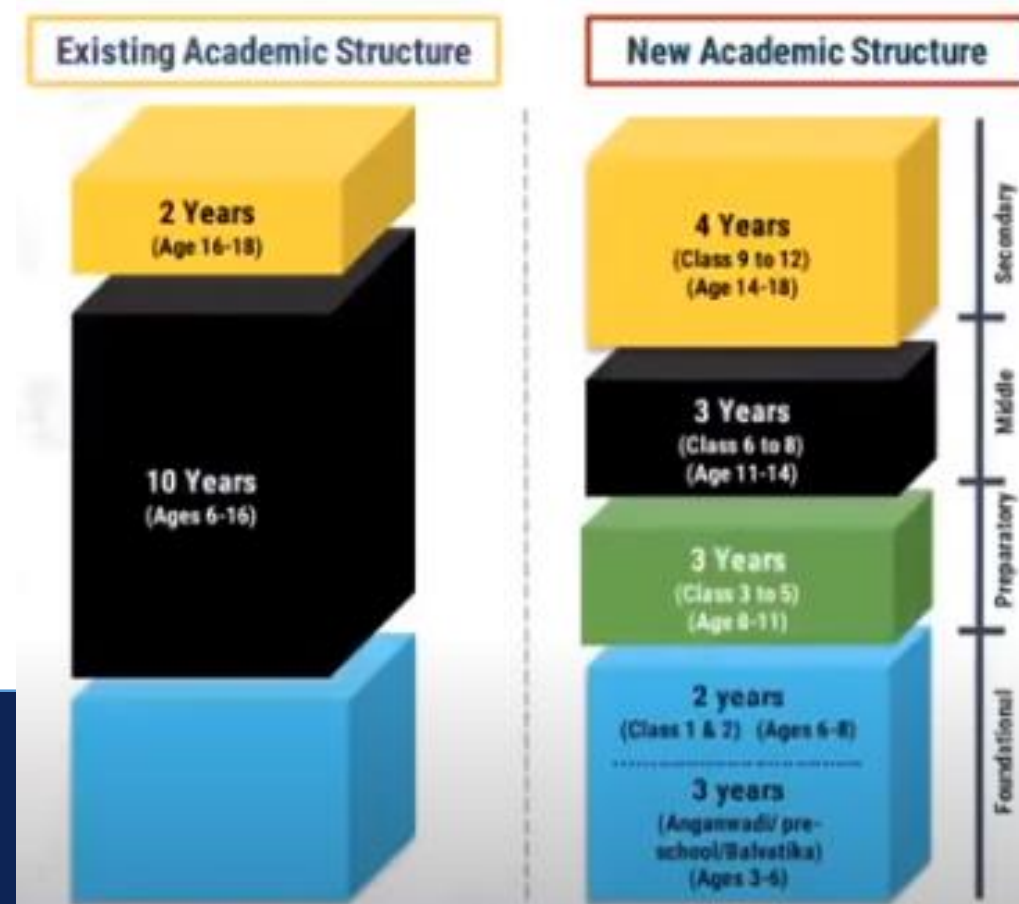 Existing Academic Structure
2 Years
(Age 16-18)
10 Years
(Ages 6-16)
New Academic Structure
4 Years
(Class 9 to 12)
(Age 14-18)
3 Years
(Class 6 to 8)
(Age 11-14)
3 Years
(Class 3 to 5)
(Age 8-11)
2 years
(Class 1 & 2) (Ages 6-8)
3 years
(Anganwadi/ pre-
school/Balvatika)
(Ages 3-6)
Secondary
Middle
Preparatory
Foundational